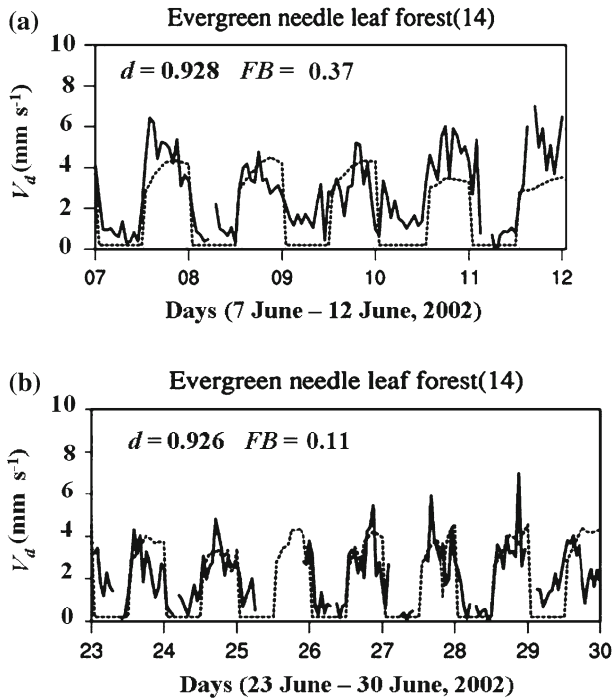 (a)
Evergreen needle leaf forest(14)
10
8
6
4
2
0
V_d (mm s⁻¹)
d = 0.928 FB = 0.37
07 08 09 10 11 12
Days (7 June – 12 June, 2002)
(b)
Evergreen needle leaf forest(14)
10
8
6
4
2
0
V_d (mm s⁻¹)
d = 0.926 FB = 0.11
23 24 25 26 27 28 29 30
Days (23 June – 30 June, 2002)